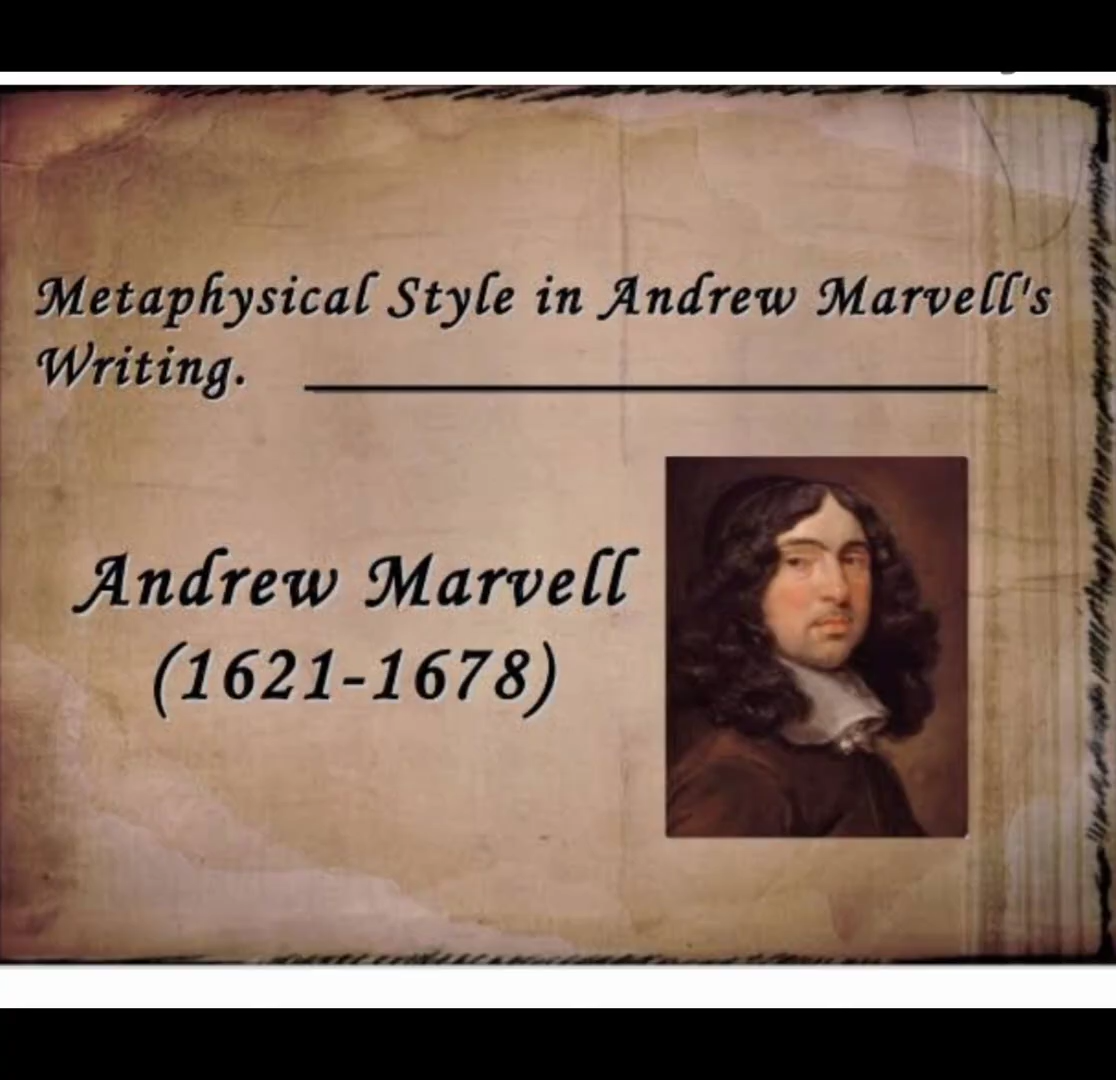 Metaphysical Style in Andrew Marvell's
Writing.
Andrew Marvell
(1621-1678)